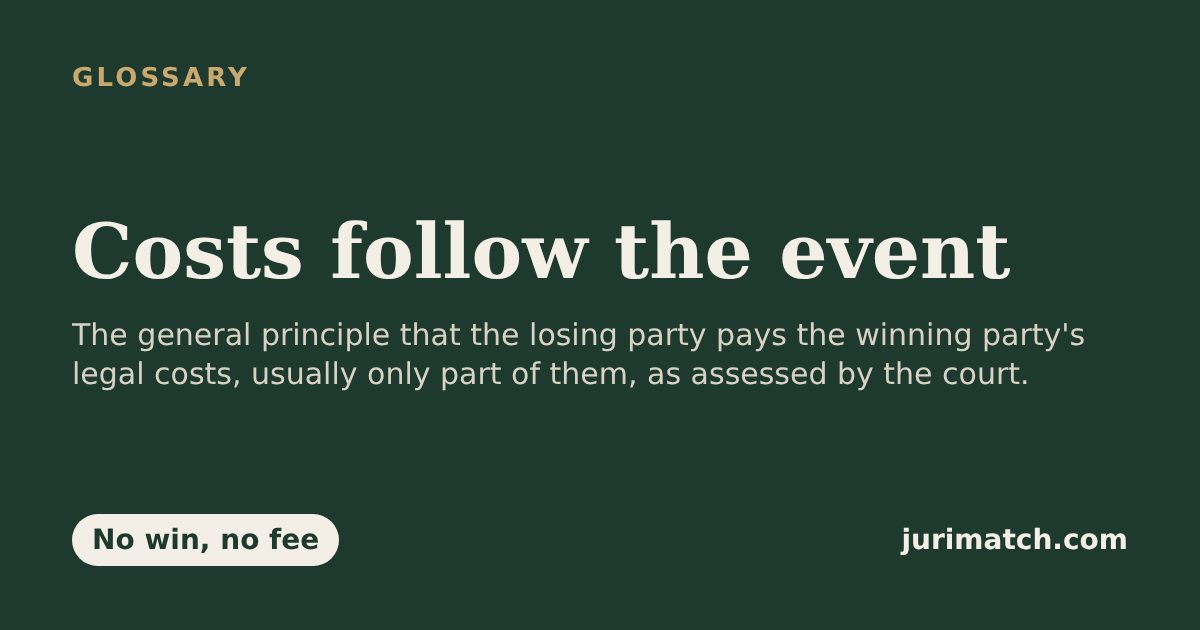 GLOSSARY
Costs follow the event
The general principle that the losing party pays the winning party's
legal costs, usually only part of them, as assessed by the court.
No win, no fee
jurimatch.com